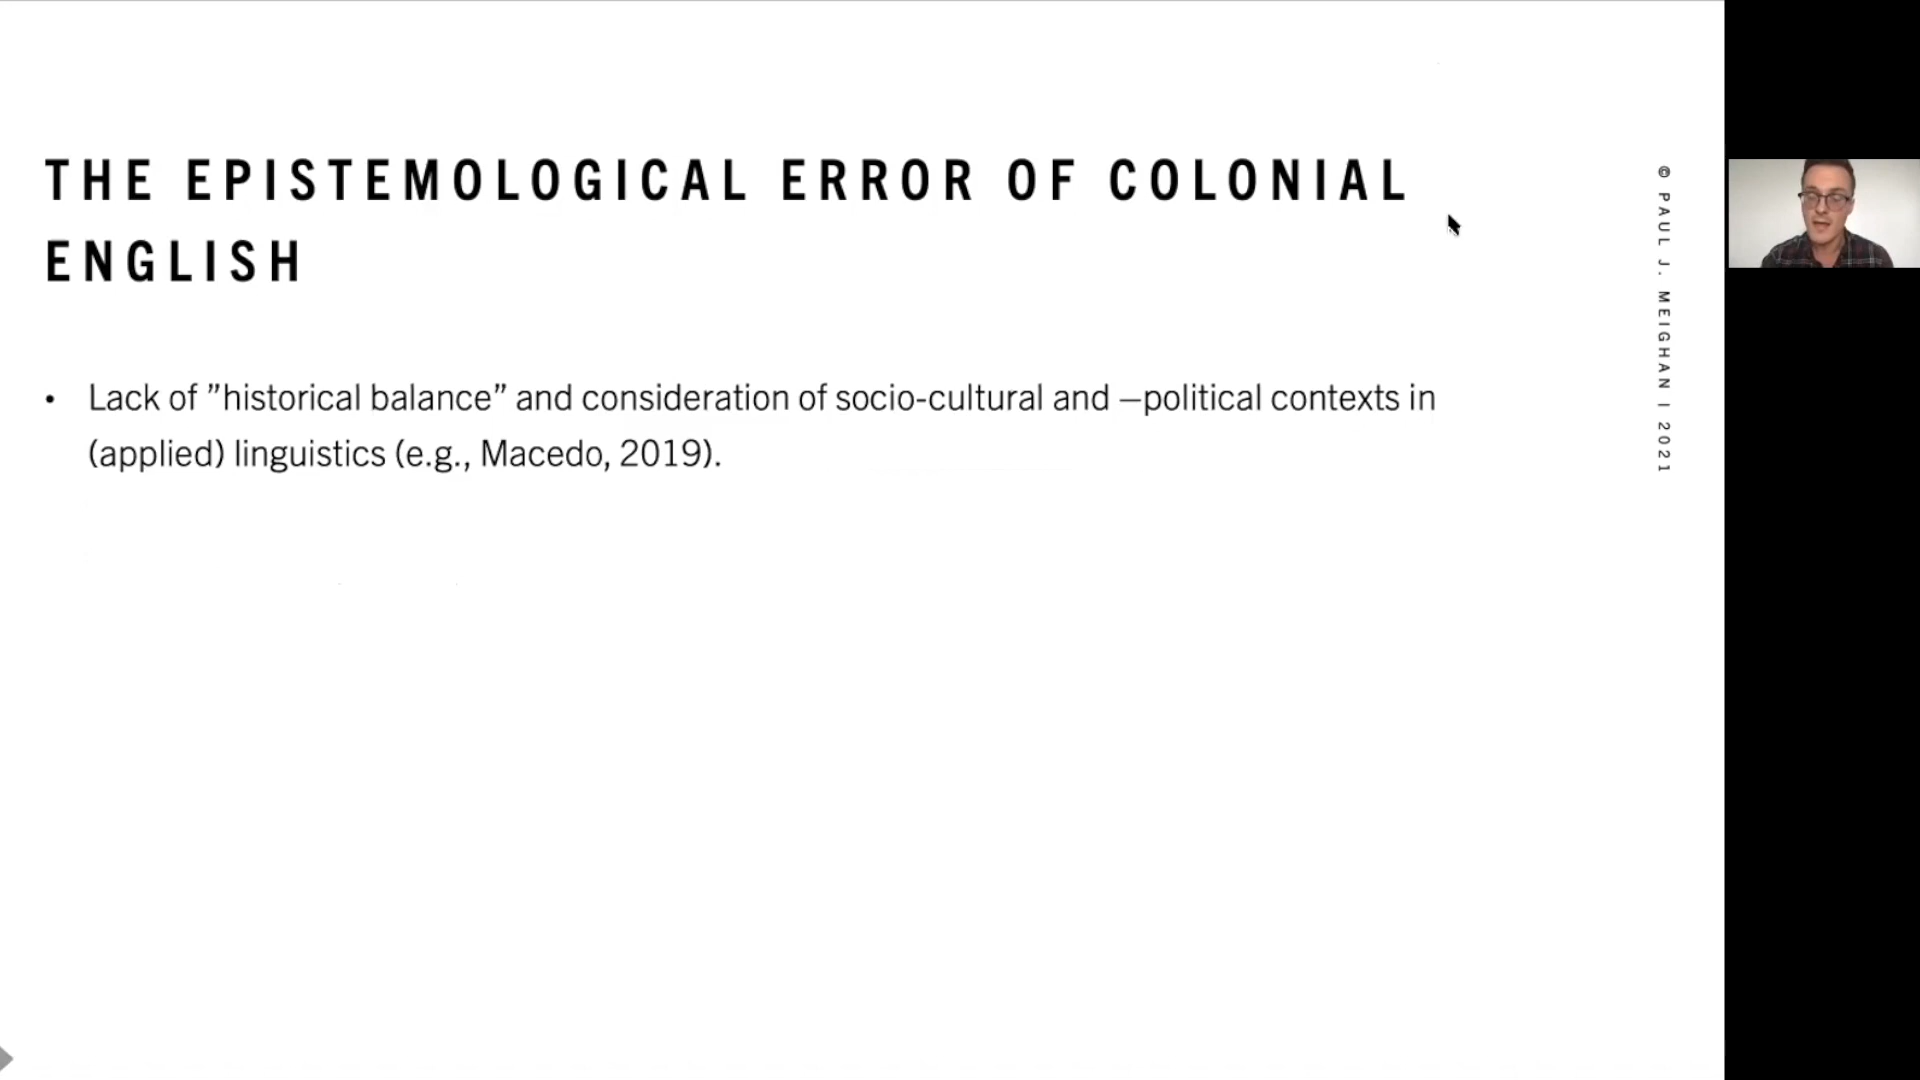 THE EPISTEMOLOGICAL ERROR OF COLONIAL
ENGLISH
• Lack of ”historical balance” and consideration of socio-cultural and –political contexts in
(applied) linguistics (e.g., Macedo, 2019).
© PAUL J. MEIGHAN | 2021